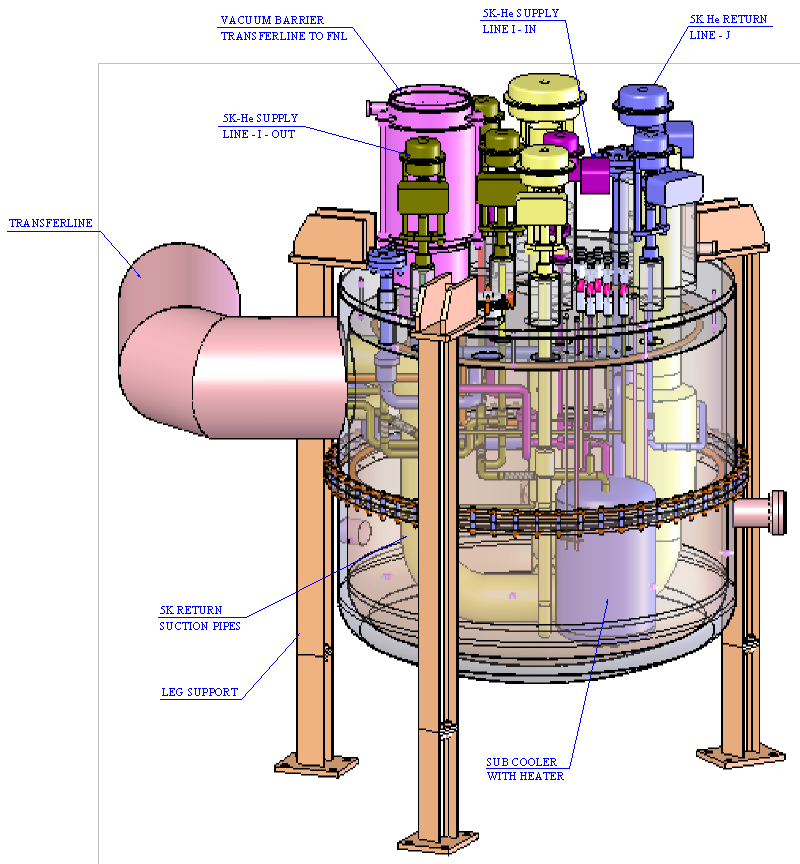 VACUUM BARRIER
TRANSFERLINE TO FNL
5K-He SUPPLY
LINE I - IN
5K He RETURN
LINE - J
5K-He SUPPLY
LINE - I - OUT
TRANSFERLINE
5K RETURN
SUCTION PIPES
LEG SUPPORT
SUB COOLER
WITH HEATER